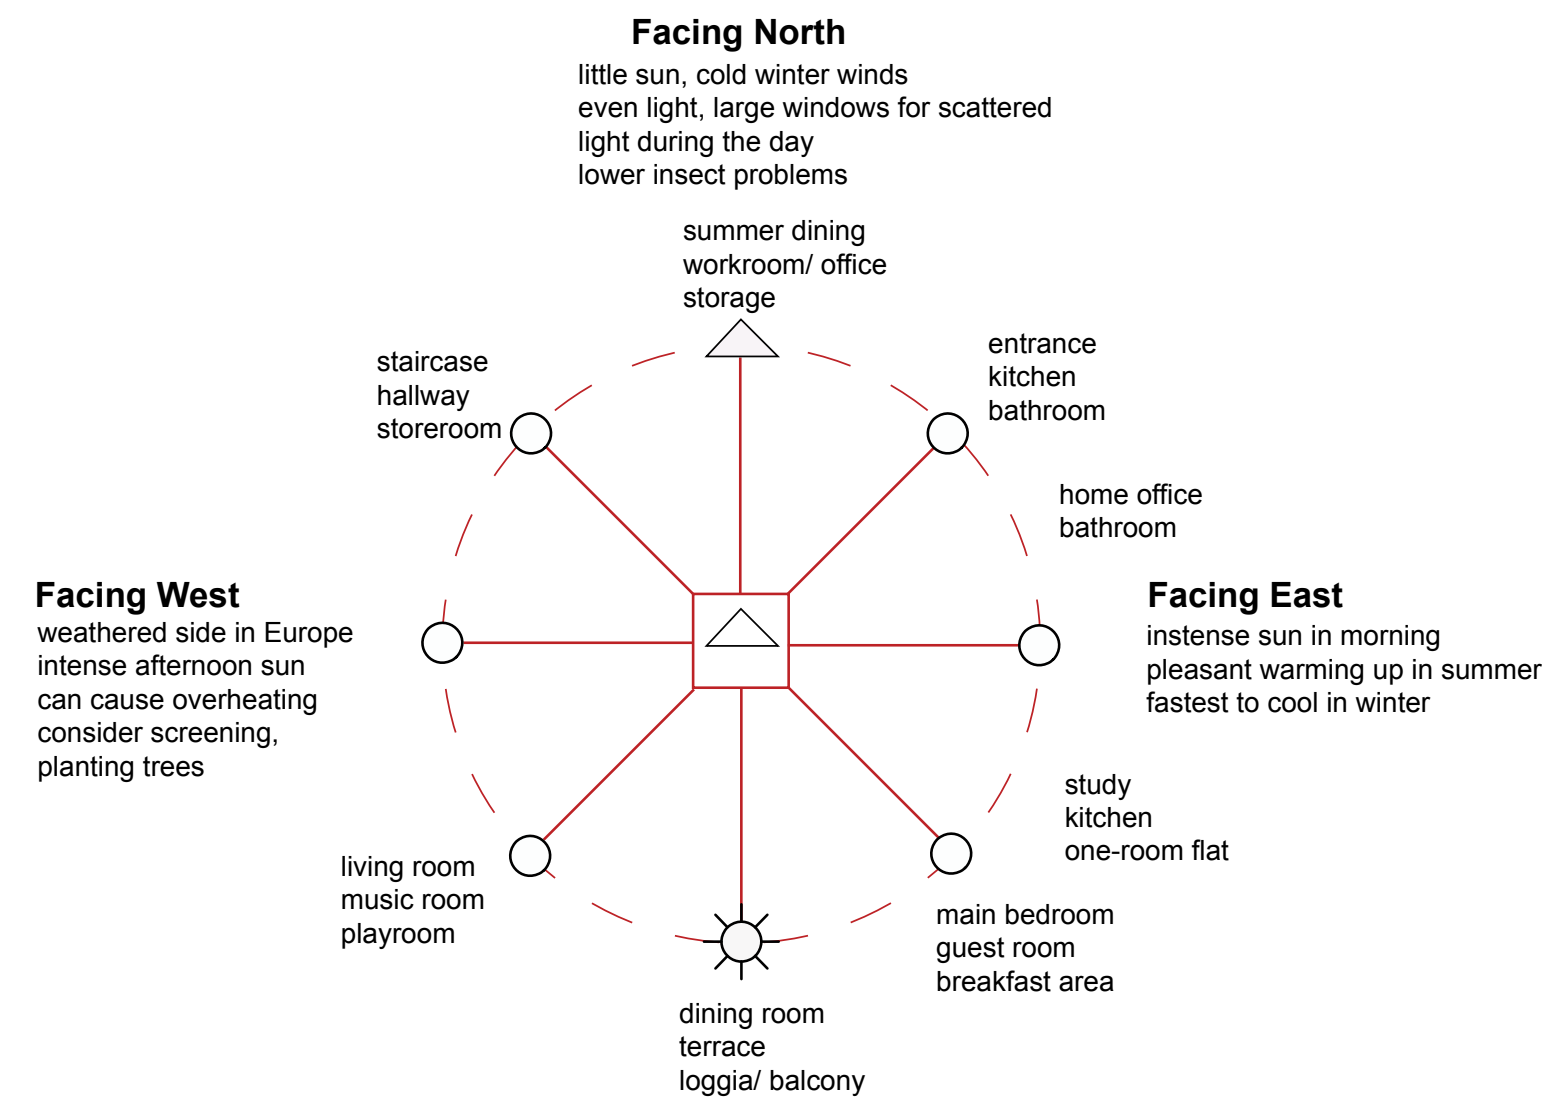 Facing North
little sun, cold winter winds
even light, large windows for scattered
light during the day
lower insect problems
summer dining
workroom/ office
storage
staircase
hallway
storeroom
entrance
kitchen
bathroom
home office
bathroom
Facing West
weathered side in Europe
intense afternoon sun
can cause overheating
consider screening,
planting trees
Facing East
instense sun in morning
pleasant warming up in summer
fastest to cool in winter
study
kitchen
one-room flat
living room
music room
playroom
main bedroom
guest room
breakfast area
dining room
terrace
loggia/ balcony